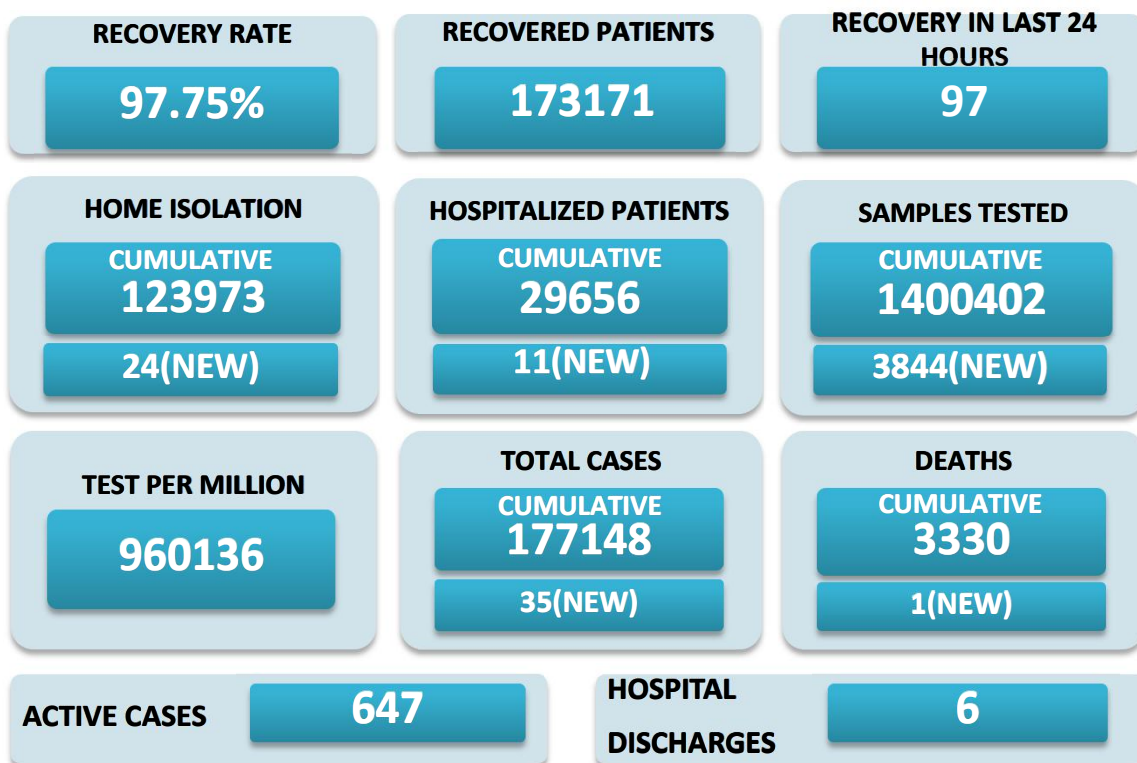 RECOVERY RATE
97.75%
RECOVERED PATIENTS
173171
RECOVERY IN LAST 24
HOURS
97
HOME ISOLATION
CUMULATIVE
123973
24(NEW)
HOSPITALIZED PATIENTS
CUMULATIVE
29656
11(NEW)
SAMPLES TESTED
CUMULATIVE
1400402
3844(NEW)
TEST PER MILLION
960136
TOTAL CASES
CUMULATIVE
177148
35(NEW)
DEATHS
CUMULATIVE
3330
1(NEW)
ACTIVE CASES
647
HOSPITAL
DISCHARGES
6